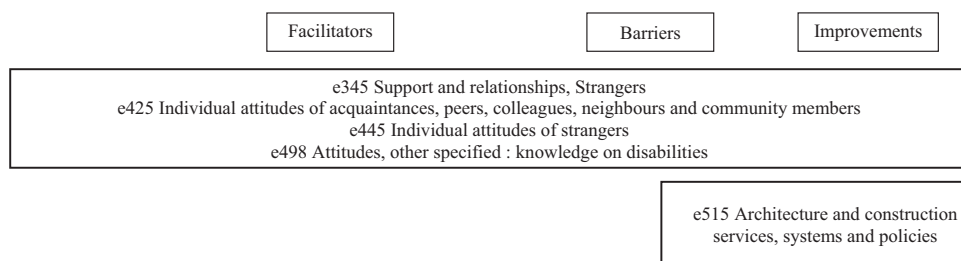 Facilitators
Barriers
Improvements
e345 Support and relationships, Strangers
e425 Individual attitudes of acquaintances, peers, colleagues, neighbours and community members
e445 Individual attitudes of strangers
e498 Attitudes, other specified : knowledge on disabilities
e515 Architecture and construction
services, systems and policies